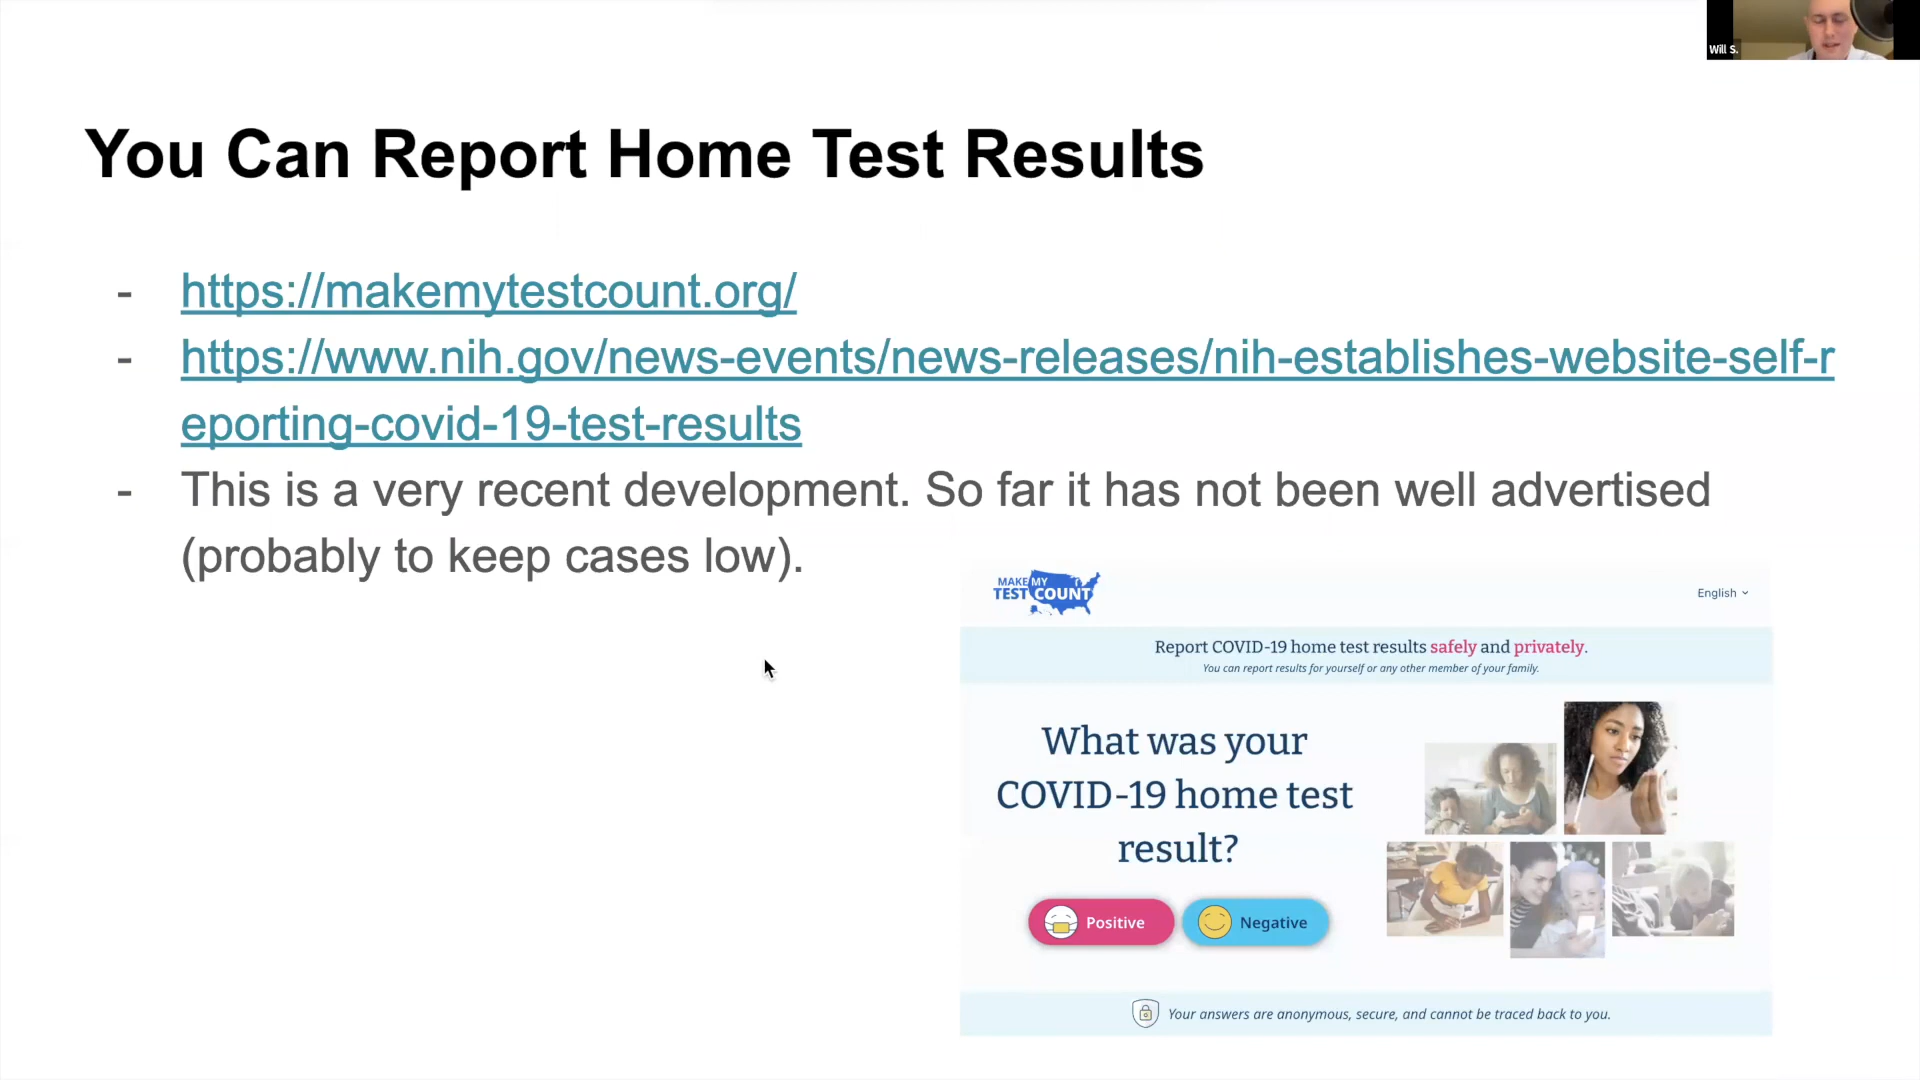 Will S.
You Can Report Home Test Results
- https://makemytestcount.org/
- https://www.nih.gov/news-events/news-releases/nih-establishes-website-self-r
eporting-covid-19-test-results
- This is a very recent development. So far it has not been well advertised
(probably to keep cases low).
MAKE MY
TEST COUNT
English
Report COVID-19 home test results safely and privately.
You can report results for yourself or any other member of your family.
What was your
COVID-19 home test
result?
Positive
Negative
Your answers are anonymous, secure, and cannot be traced back to you.